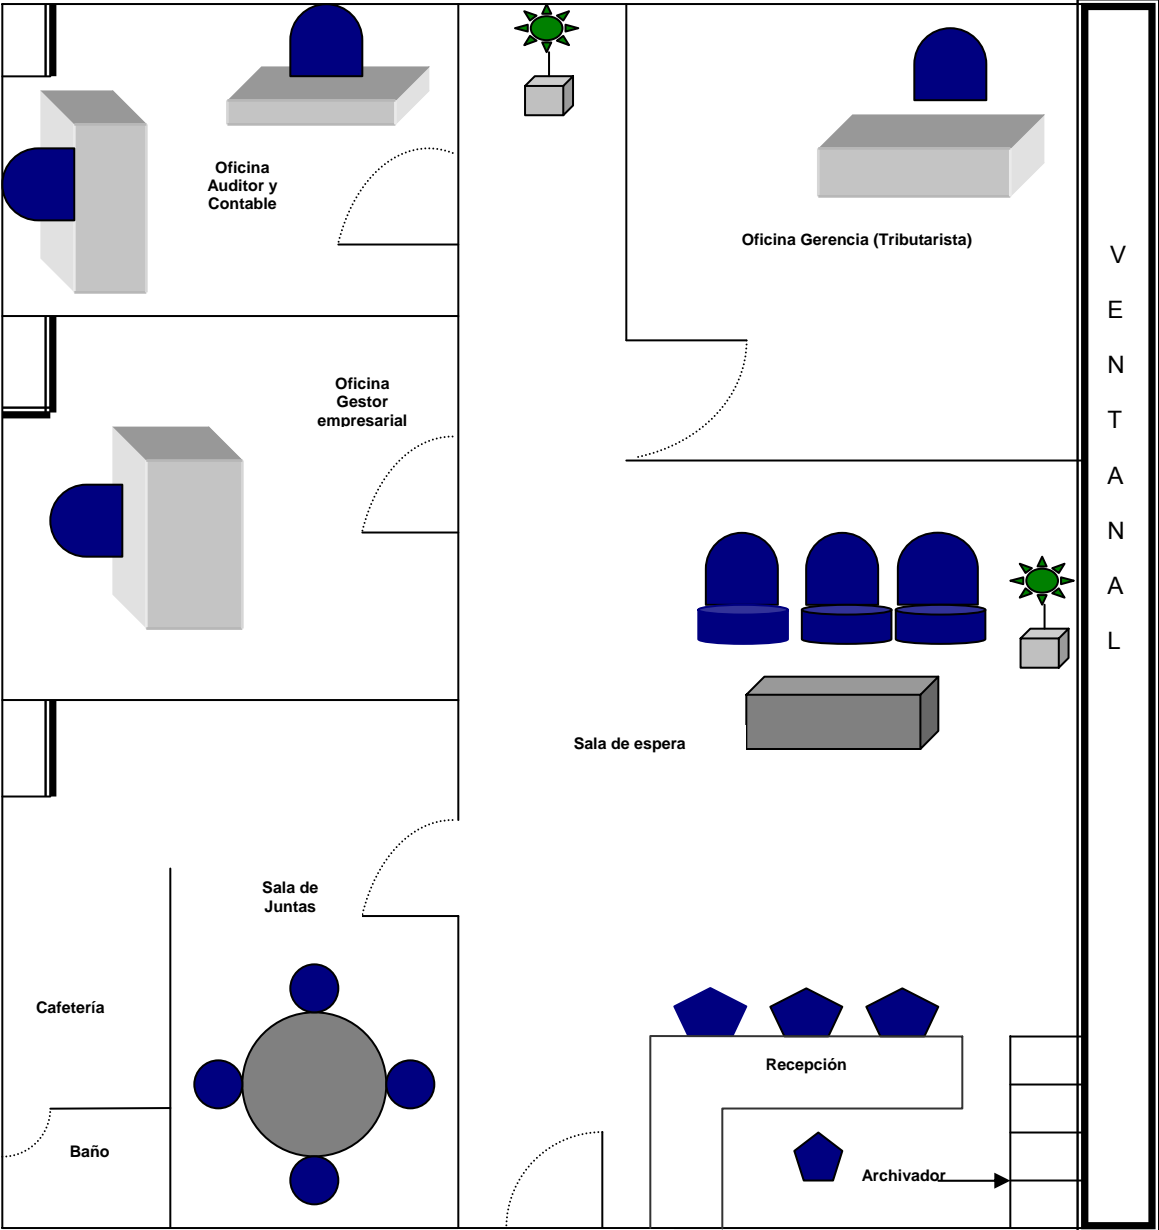 Oficina
Auditor y
Contable
Oficina Gerencia (Tributarista)
V
E
N
T
A
N
A
L
Oficina
Gestor
empresarial
Sala de espera
Sala de
Juntas
Cafetería
Recepción
Baño
Archivador